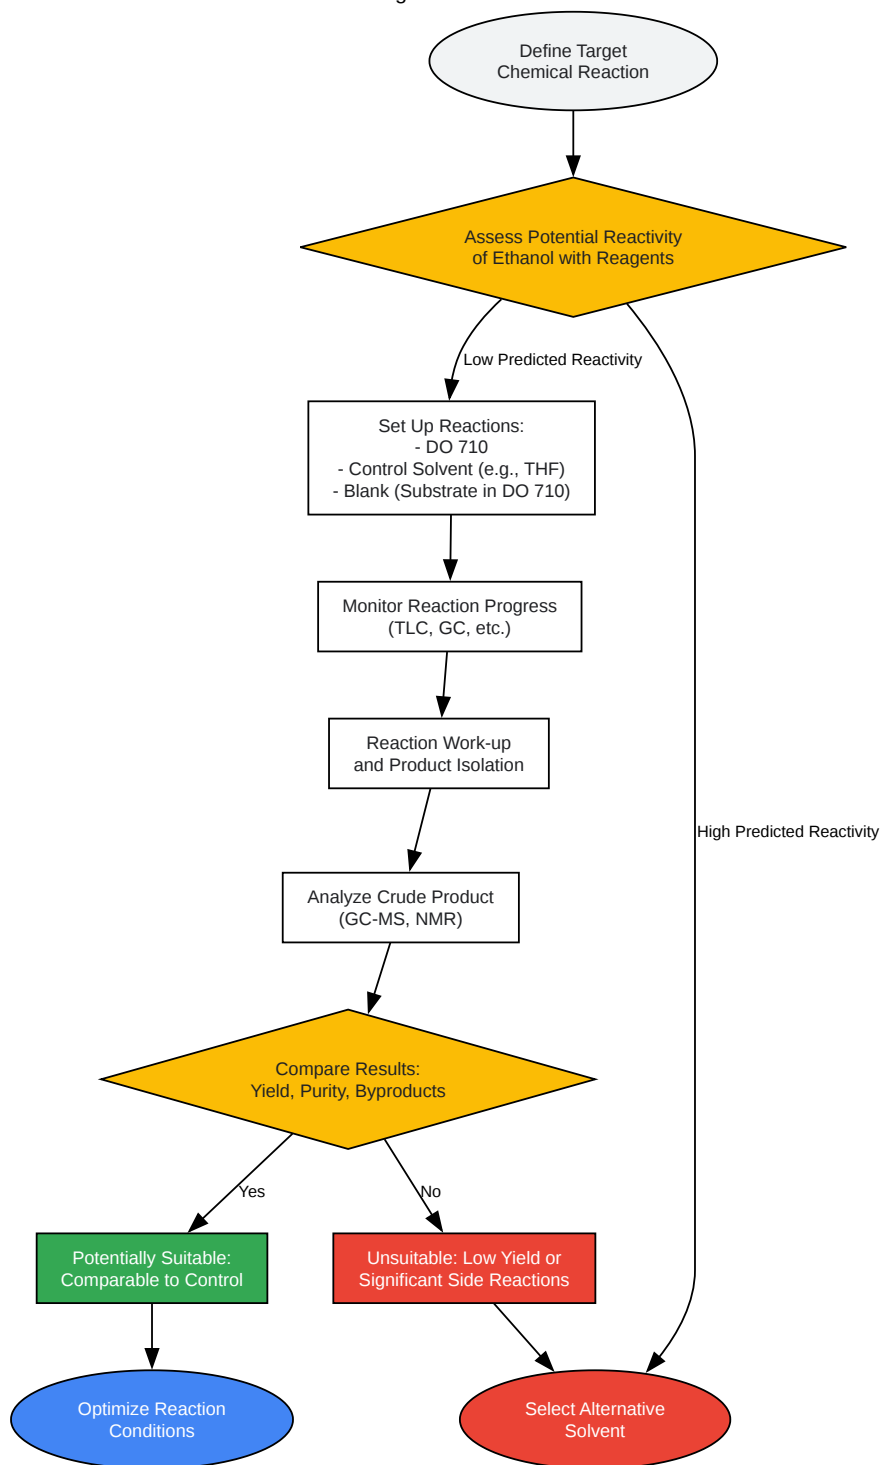 Define Target
Chemical Reaction
Assess Potential Reactivity
of Ethanol with Reagents
Low Predicted Reactivity
Set Up Reactions:
- DO 710
- Control Solvent (e.g., THF)
- Blank (Substrate in DO 710)
Monitor Reaction Progress
(TLC, GC, etc.)
Reaction Work-up
and Product Isolation
High Predicted Reactivity
Analyze Crude Product
(GC-MS, NMR)
Compare Results:
Yield, Purity, Byproducts
Yes
No
Potentially Suitable:
Comparable to Control
Unsuitable: Low Yield or
Significant Side Reactions
Optimize Reaction
Conditions
Select Alternative
Solvent